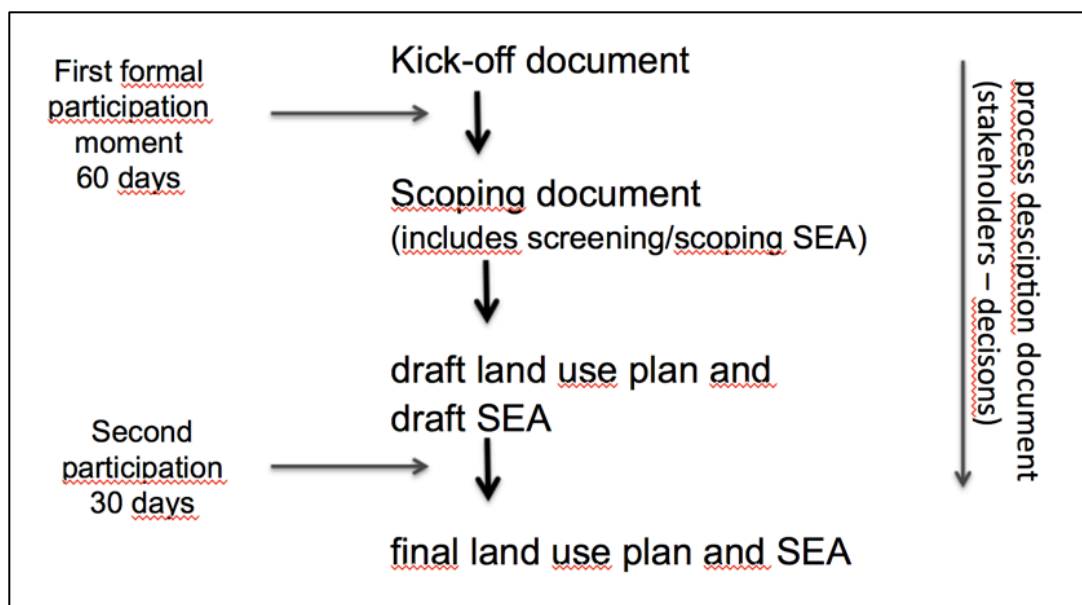 Kick-off document
First formal
participation
moment
60 days
Scoping document
(includes screening/scoping SEA)
draft land use plan and
draft SEA
Second
participation
30 days
final land use plan and SEA
process desciption document
(stakeholders – decisons)